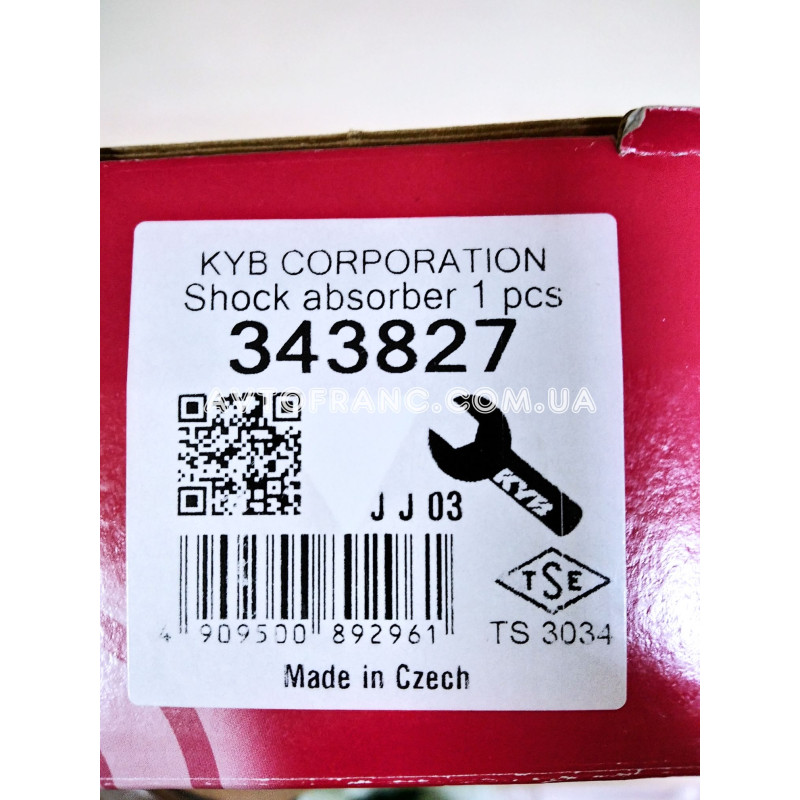 KYB CORPORATION
Shock absorber 1 pcs
343827
AVTOFRANC.COM.UA
KYB
J J 03
TSE
4 909500 892961
TS 3034
Made in Czech